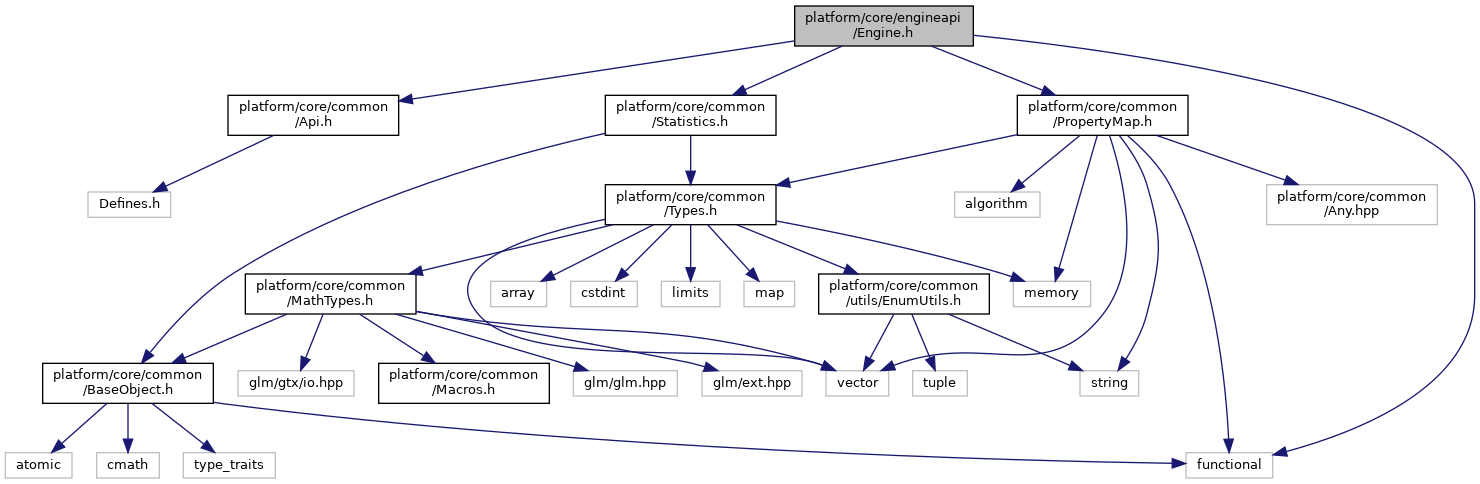 platform/core/engineapi
/Engine.h
platform/core/common
/Api.h
platform/core/common
/Statistics.h
platform/core/common
/PropertyMap.h
Defines.h
platform/core/common
/Types.h
algorithm
platform/core/common
/Any.hpp
platform/core/common
/MathTypes.h
array
cstdint
limits
map
platform/core/common
/utils/EnumUtils.h
memory
platform/core/common
/BaseObject.h
glm/gtx/io.hpp
platform/core/common
/Macros.h
glm/glm.hpp
glm/ext.hpp
vector
tuple
string
atomic
cmath
type_traits
functional